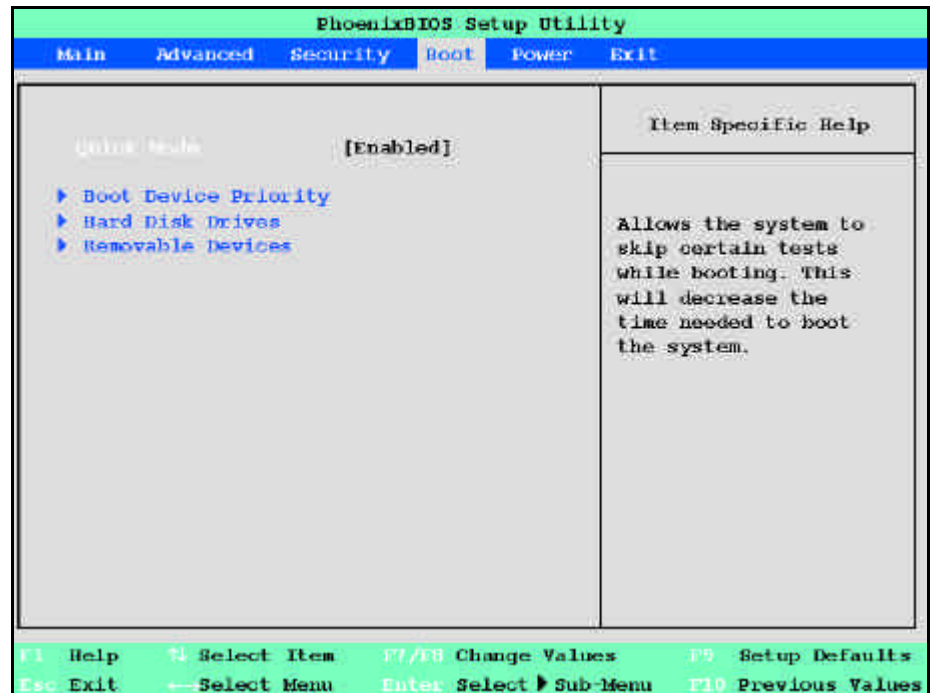 PhoenixBIOS Setup Utility
Main Advanced Security Boot Power Exit
Item Specific Help
Quick Mode [Enabled]
Boot Device Priority
Hard Disk Drives
Removable Devices
Allows the system to
skip certain tests
while booting. This
will decrease the
time needed to boot
the system.
F1 Help ↑↓ Select Item F7/F8 Change Values F9 Setup Defaults
Esc Exit ←→ Select Menu Enter Select ▶ Sub-Menu F10 Previous Values